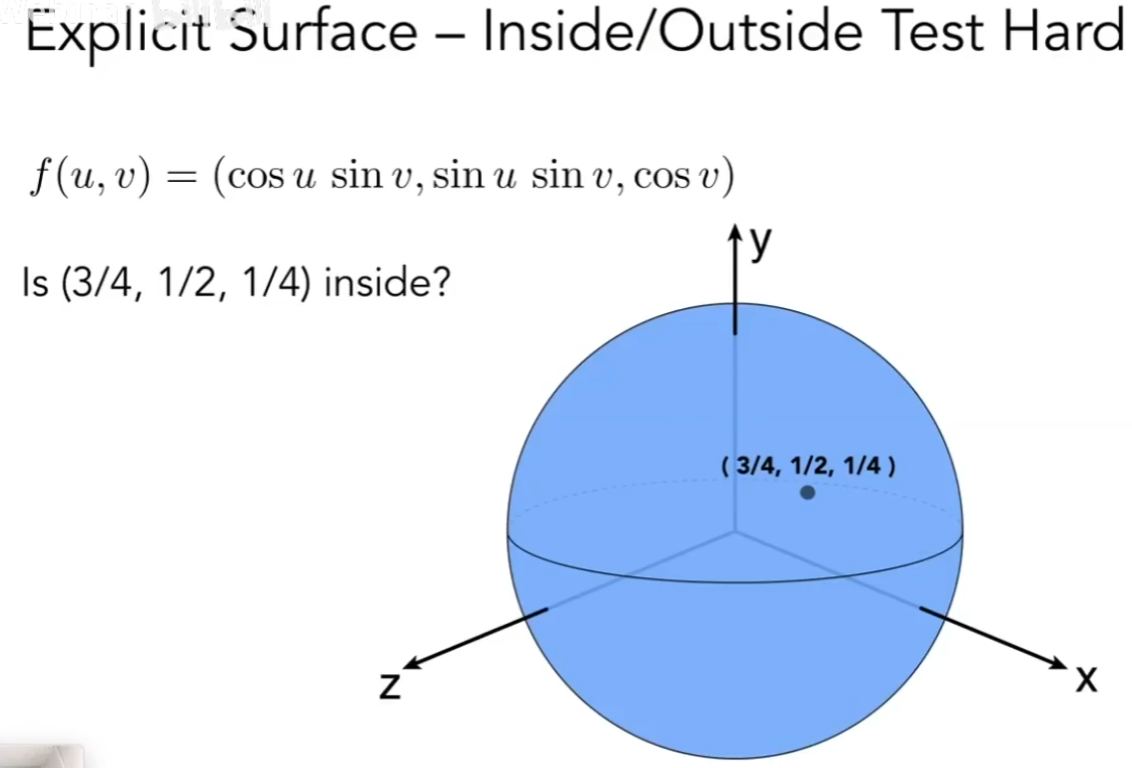 Explicit Surface – Inside/Outside Test Hard
f(u, v) = (cos u sin v, sin u sin v, cos v)
Is (3/4, 1/2, 1/4) inside?
y
( 3/4, 1/2, 1/4 )
z
x